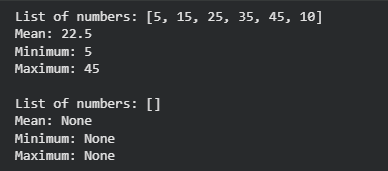 List of numbers: [5, 15, 25, 35, 45, 10]
Mean: 22.5
Minimum: 5
Maximum: 45
List of numbers: []
Mean: None
Minimum: None
Maximum: None